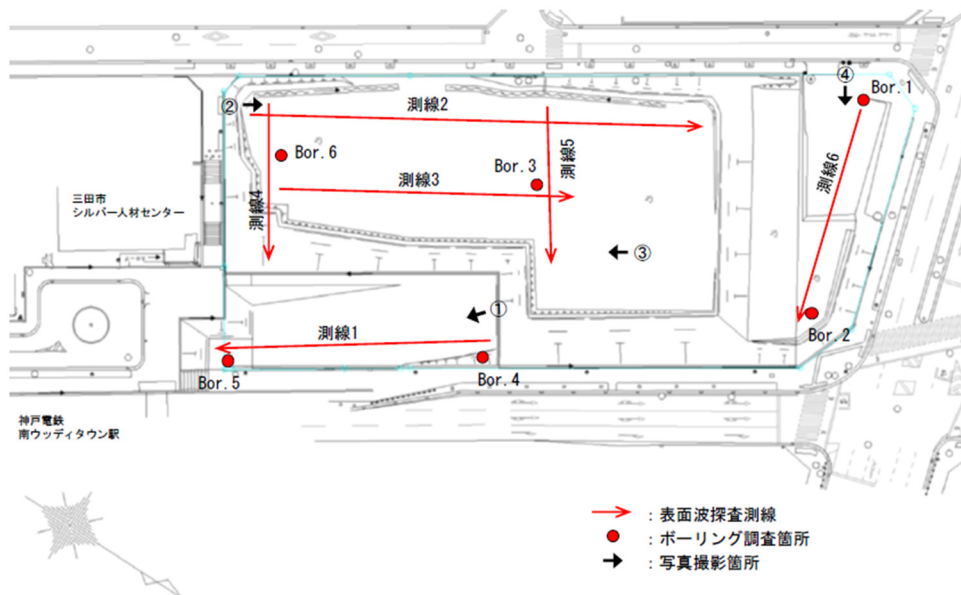 ④
Bor.1
②
測線2
Bor.6
Bor.3
測線5
測線6
測線3
三田市
シルバー人材センター
測線4
③
①
Bor.2
測線1
Bor.5
Bor.4
神戸電鉄
南ウッディタウン駅
：表面波探査測線
：ボーリング調査箇所
：写真撮影箇所